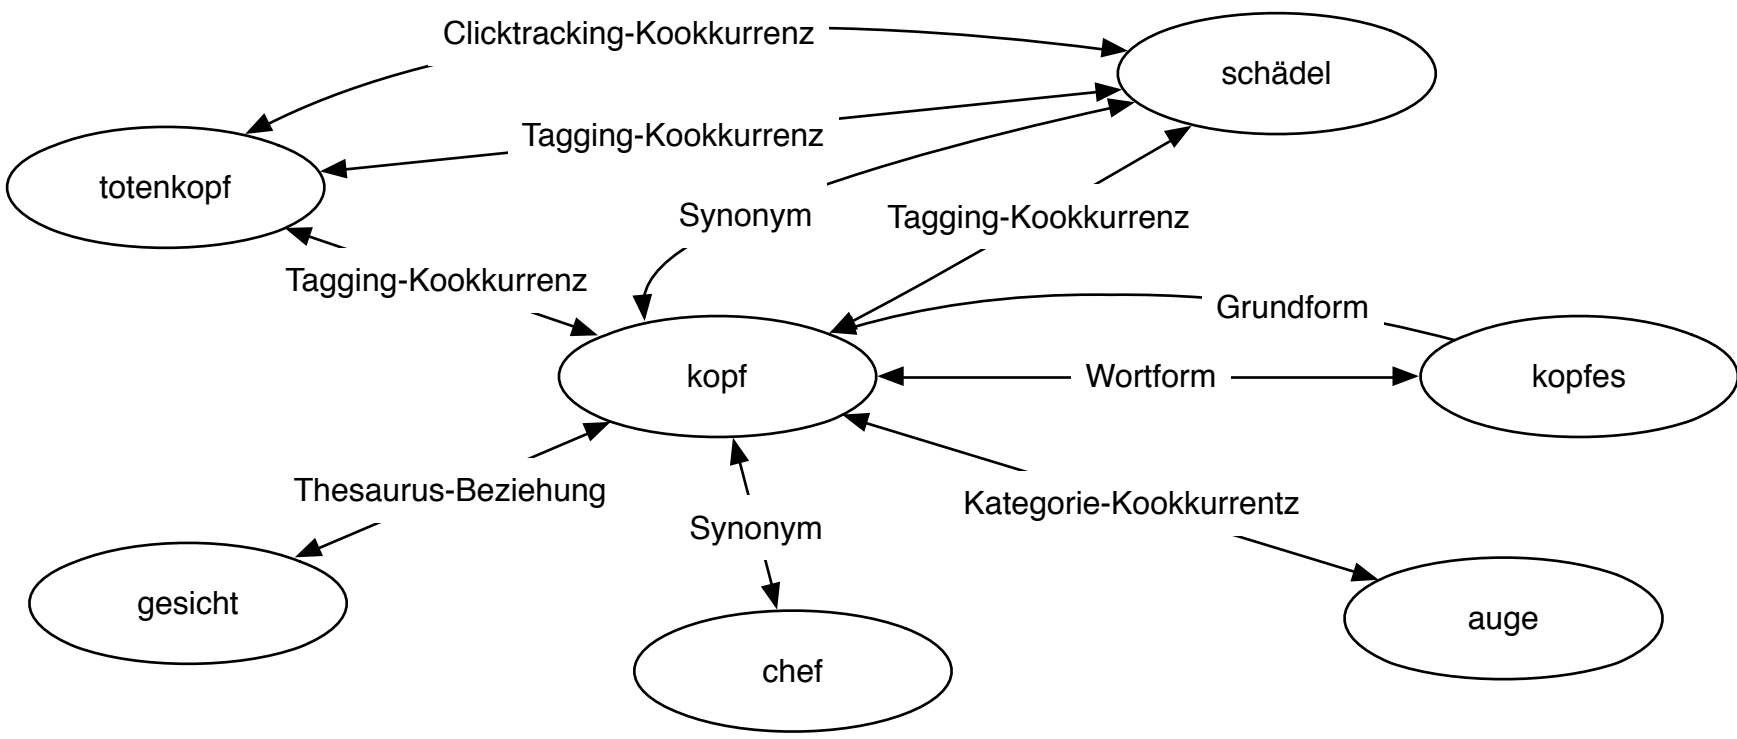 Clicktracking-Kookkurrenz
schädel
Tagging-Kookkurrenz
totenkopf
Synonym
Tagging-Kookkurrenz
Tagging-Kookkurrenz
Grundform
kopf
Wortform
kopfes
Thesaurus-Beziehung
Kategorie-Kookkurrentz
Synonym
gesicht
auge
chef